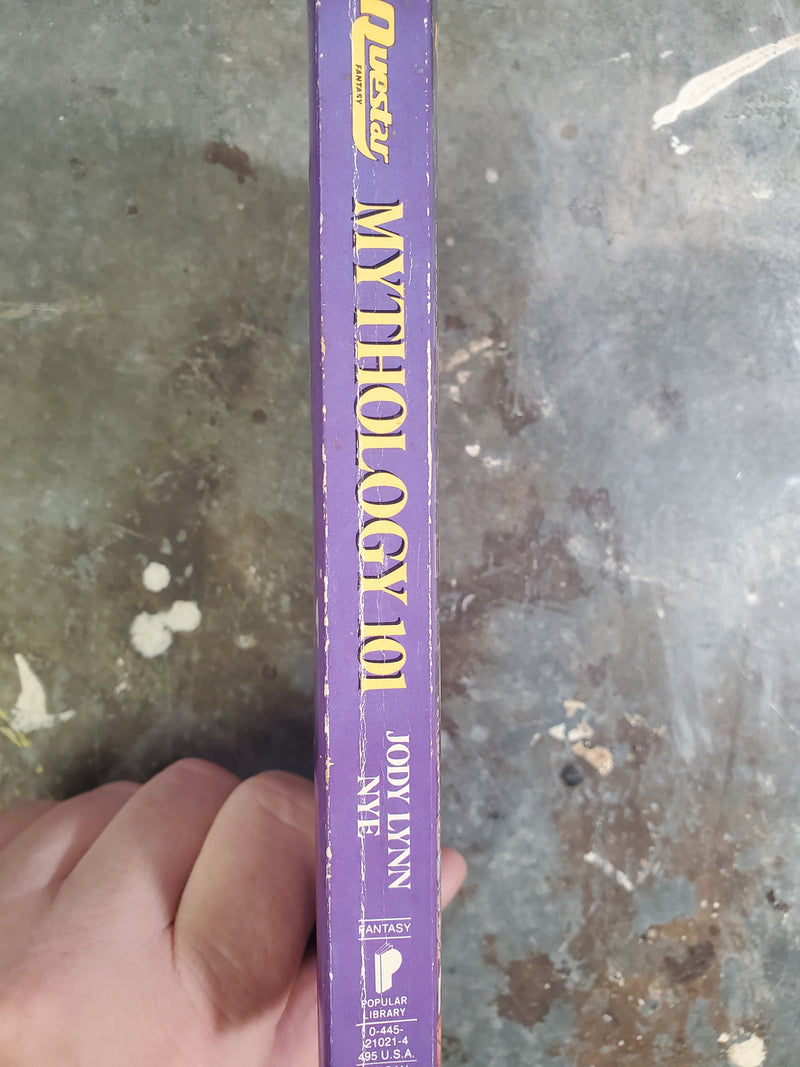 Questar
FANTASY
MYTHOLOGY 101
JODY LYNN
NYE
FANTASY
POPULAR
LIBRARY
0-445-
21021-4
495 U.S.A.